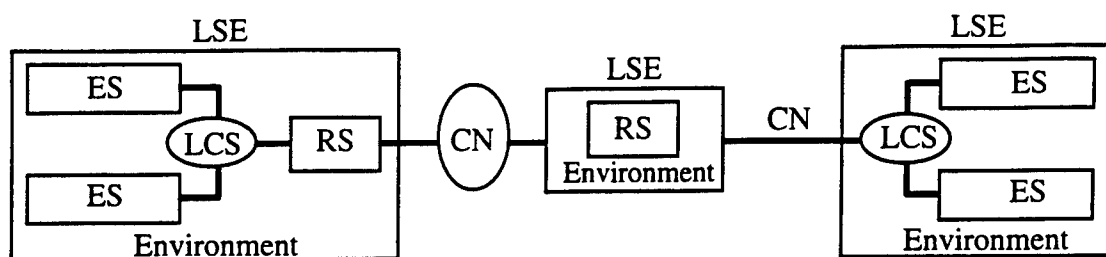 LSE
ES
LCS
RS
ES
Environment
CN
LSE
RS
Environment
CN
LSE
ES
LCS
ES
Environment